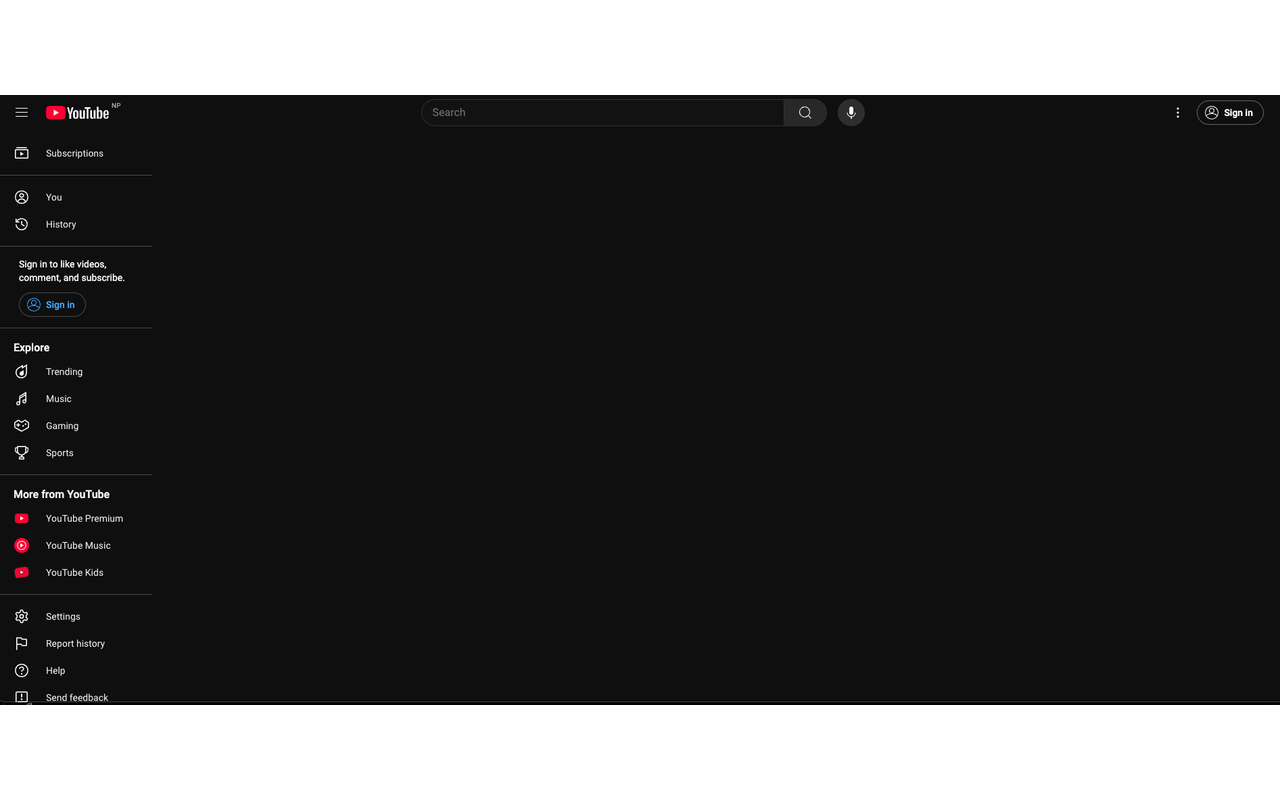 YouTube NP
Search
Sign in
Subscriptions
You
History
Sign in to like videos,
comment, and subscribe.
Sign in
Explore
Trending
Music
Gaming
Sports
More from YouTube
YouTube Premium
YouTube Music
YouTube Kids
Settings
Report history
Help
Send feedback